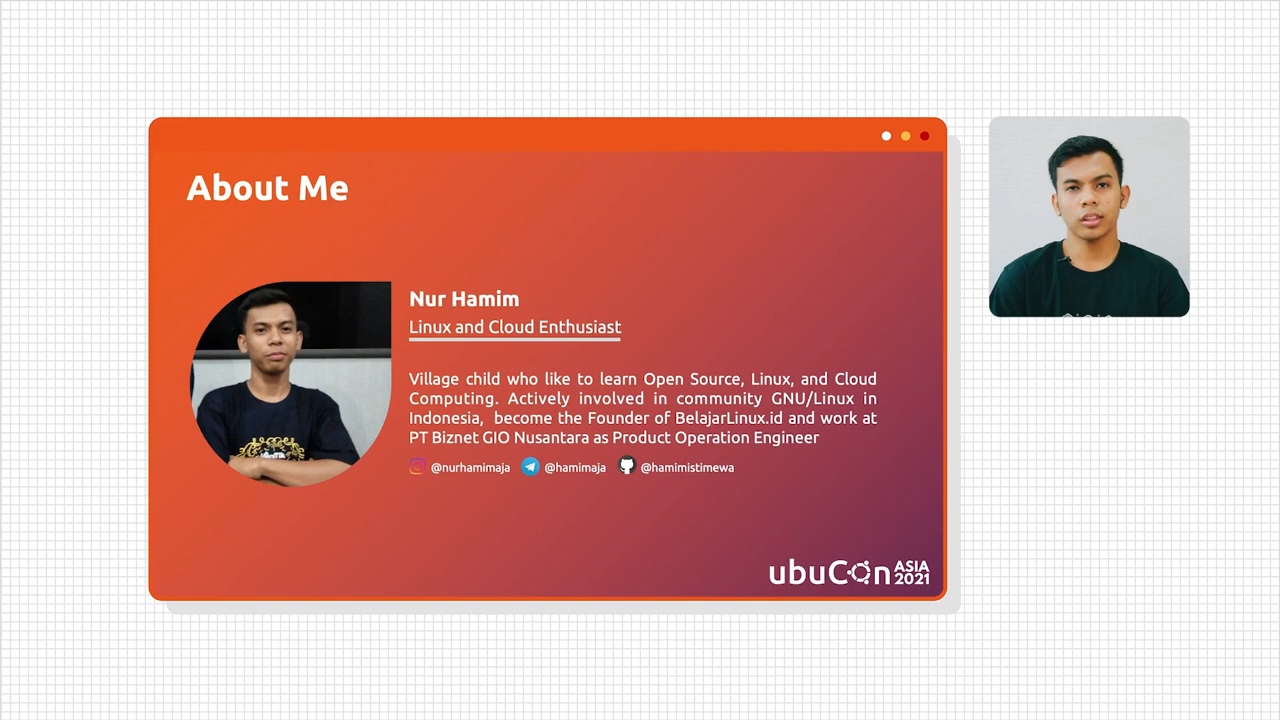 About Me
Nur Hamim
Linux and Cloud Enthusiast
Village child who like to learn Open Source, Linux, and Cloud
Computing. Actively involved in community GNU/Linux in
Indonesia, become the Founder of BelajarLinux.id and work at
PT Biznet GIO Nusantara as Product Operation Engineer
@nurhamimaja @hamimaja @hamimistimewa
ubuCon ASIA
2021